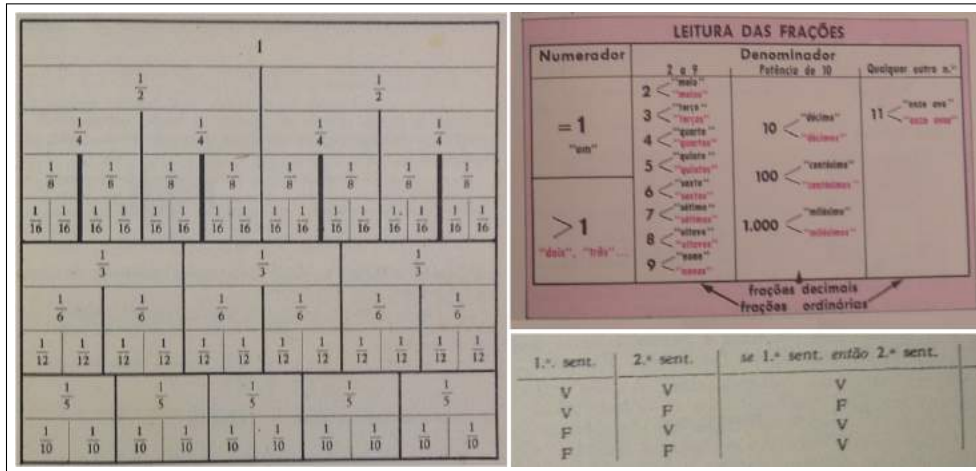 1
1/2 1/2
1/4 1/4 1/4 1/4
1/8 1/8 1/8 1/8 1/8 1/8 1/8 1/8
1/16 1/16 1/16 1/16 1/16 1/16 1/16 1/16 1/16 1/16 1/16 1/16 1/16 1/16 1/16 1/16
1/3 1/3 1/3
1/6 1/6 1/6 1/6 1/6 1/6
1/12 1/12 1/12 1/12 1/12 1/12 1/12 1/12 1/12 1/12 1/12 1/12
1/5 1/5 1/5 1/5 1/5
1/10 1/10 1/10 1/10 1/10 1/10 1/10 1/10 1/10 1/10
LEITURA DAS FRAÇÕES
Numerador
Denominador
2 a 9
Potência de 10
Qualquer outro n.º
= 1
"um"
> 1
"dois", "três"...
2 "meio"
"meios"
3 "terço"
"terços"
4 "quarto"
"quartos"
5 "quinto"
"quintos"
6 "sexto"
"sextos"
7 "sétimo"
"sétimos"
8 "oitavo"
"oitavos"
9 "nono"
"nonos"
10 "décimo"
"décimos"
100 "centésimo"
"centésimos"
1.000 "milésimo"
"milésimos"
11 "onze avo"
"onze avos"
frações decimais
frações ordinárias
1.ª. sent. 2.ª sent. se 1.ª sent. então 2.ª sent.
V V V
V F F
F V V
F F V